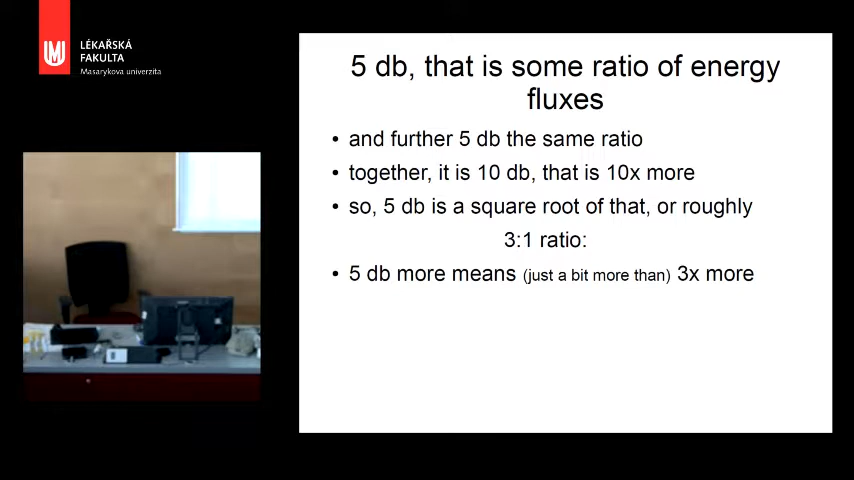 LÉKAŘSKÁ
FAKULTA
Masarykova univerzita
5 db, that is some ratio of energy
fluxes
• and further 5 db the same ratio
• together, it is 10 db, that is 10x more
• so, 5 db is a square root of that, or roughly
3:1 ratio:
• 5 db more means (just a bit more than) 3x more